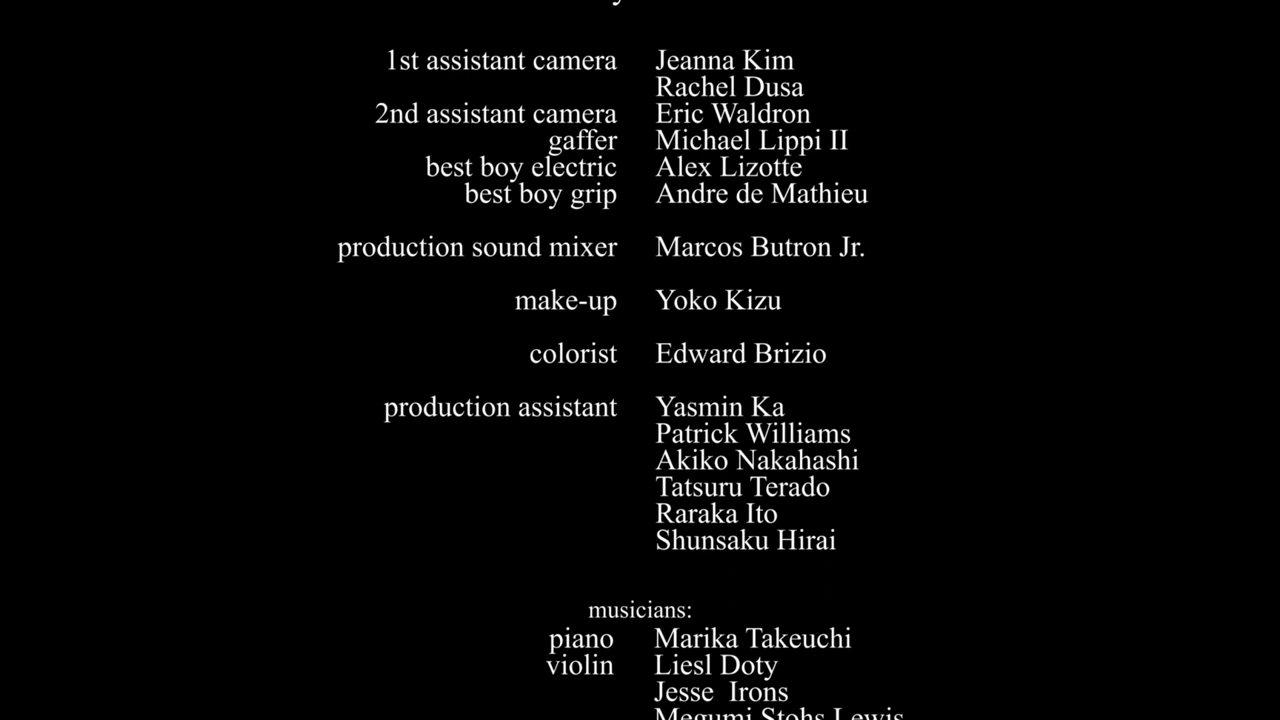 1st assistant camera Jeanna Kim
Rachel Dusa
2nd assistant camera Eric Waldron
gaffer Michael Lippi II
best boy electric Alex Lizotte
best boy grip Andre de Mathieu
production sound mixer Marcos Butron Jr.
make-up Yoko Kizu
colorist Edward Brizio
production assistant Yasmin Ka
Patrick Williams
Akiko Nakahashi
Tatsuru Terado
Raraka Ito
Shunsaku Hirai
musicians:
piano Marika Takeuchi
violin Liesl Doty
Jesse  Irons
Megumi Stohs Lewis